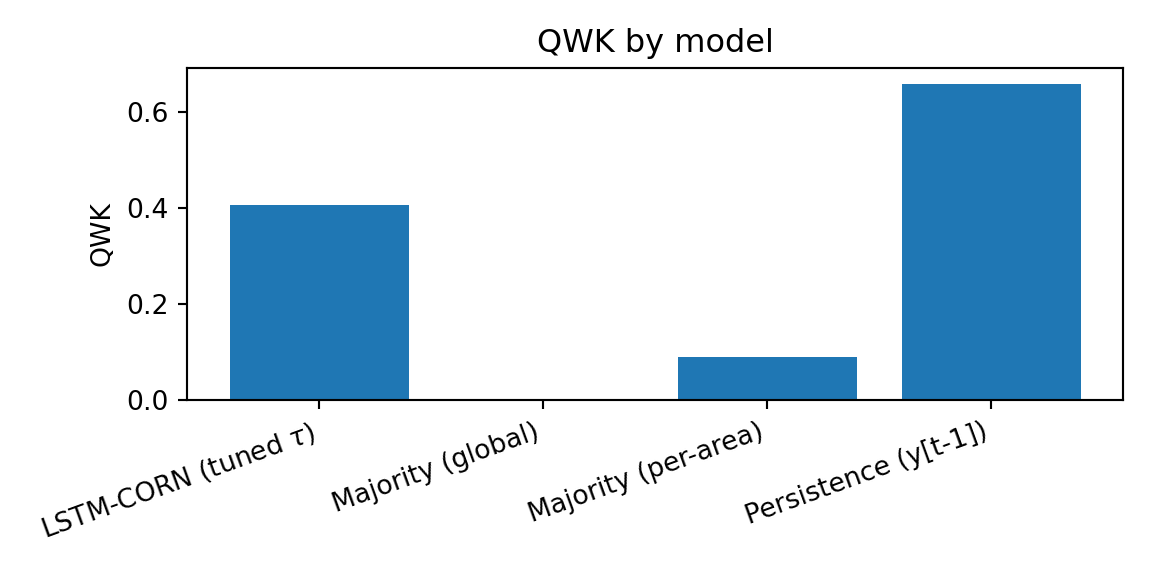 QWK by model
QWK
0.6
0.4
0.2
0.0
LSTM-CORN (tuned τ)
Majority (global)
Majority (per-area)
Persistence (y[t-1])